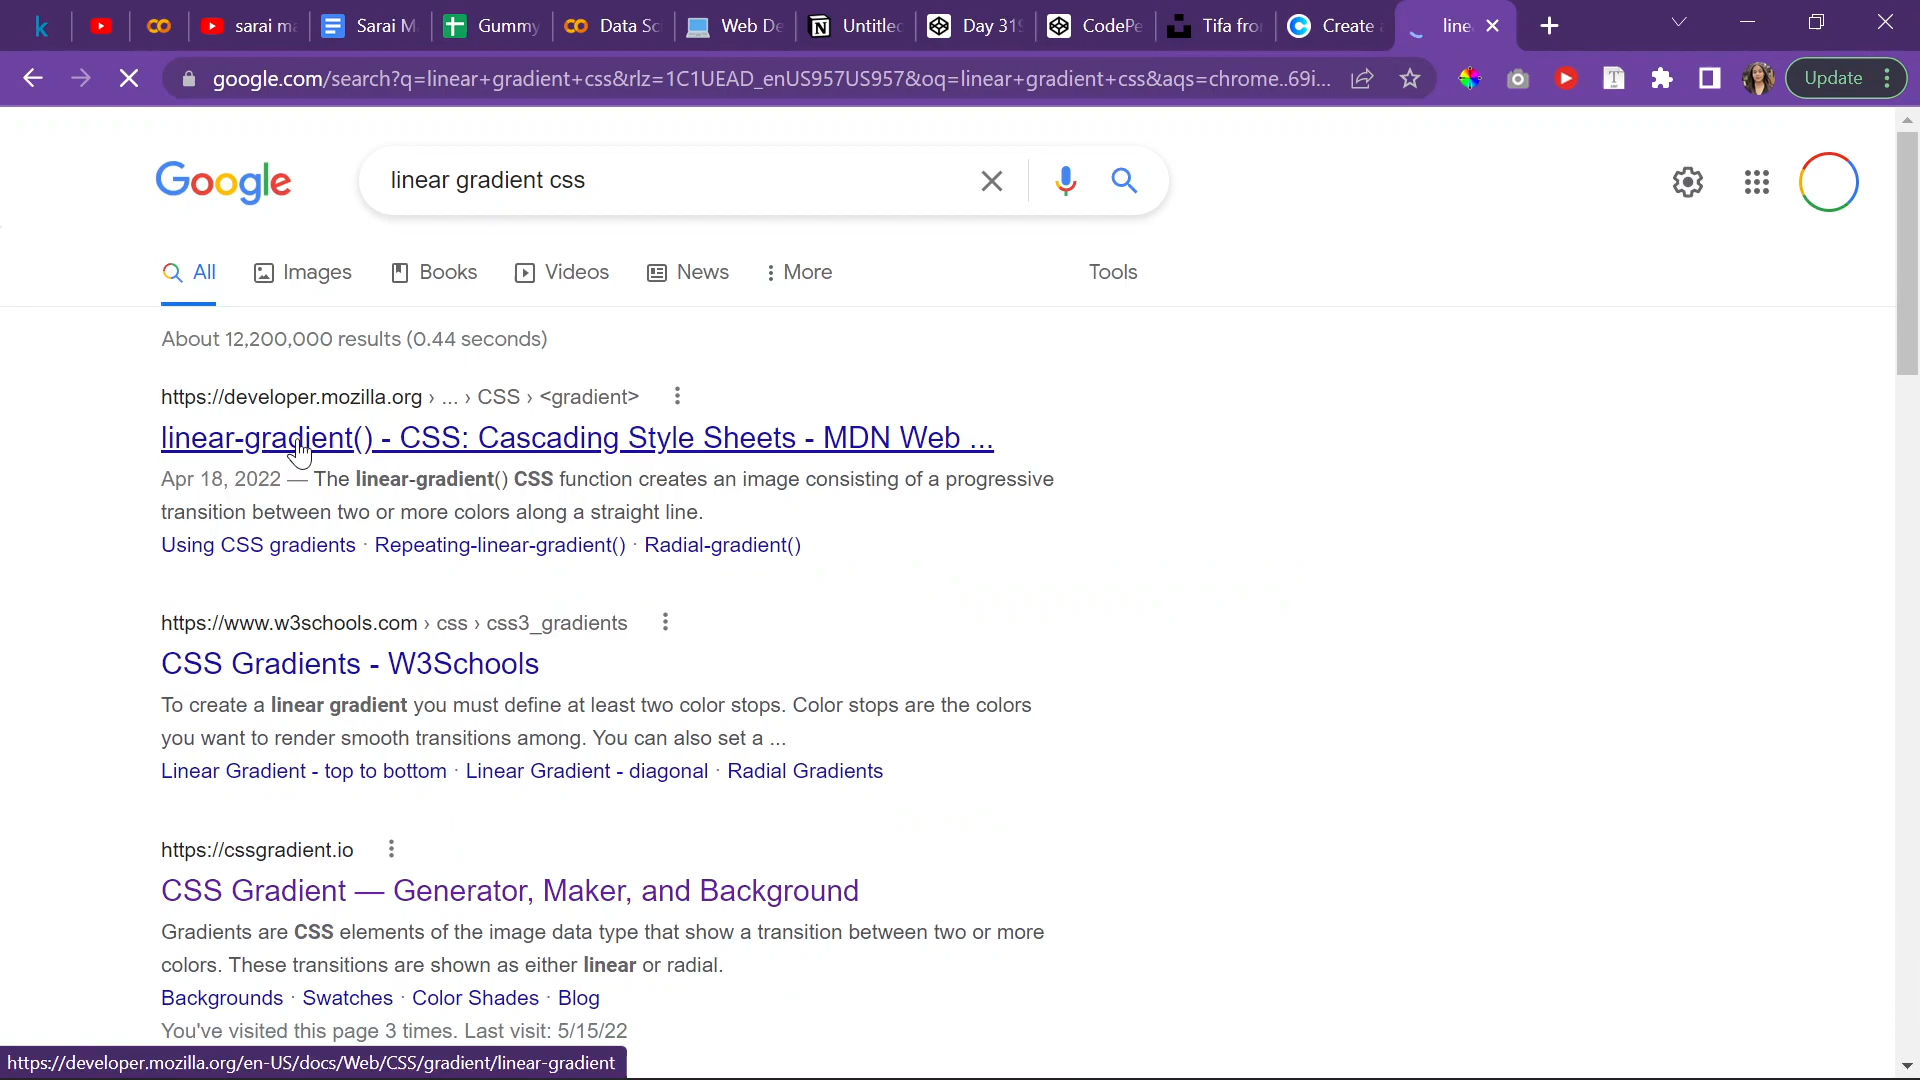 k
sarai ma
Sarai M
Gummy
Data Sc
Web De
Untitled
Day 319
CodePe
Tifa fro
Create a
line
google.com/search?q=linear+gradient+css&rlz=1C1UEAD_enUS957US957&oq=linear+gradient+css&aqs=chrome..69i...
Update
Google
linear gradient css
All
Images
Books
Videos
News
More
Tools
About 12,200,000 results (0.44 seconds)
https://developer.mozilla.org › ... › CSS › <gradient>
linear-gradient() - CSS: Cascading Style Sheets - MDN Web ...
Apr 18, 2022 — The linear-gradient() CSS function creates an image consisting of a progressive
transition between two or more colors along a straight line.
Using CSS gradients · Repeating-linear-gradient() · Radial-gradient()
https://www.w3schools.com › css › css3_gradients
CSS Gradients - W3Schools
To create a linear gradient you must define at least two color stops. Color stops are the colors
you want to render smooth transitions among. You can also set a ...
Linear Gradient - top to bottom · Linear Gradient - diagonal · Radial Gradients
https://cssgradient.io
CSS Gradient — Generator, Maker, and Background
Gradients are CSS elements of the image data type that show a transition between two or more
colors. These transitions are shown as either linear or radial.
Backgrounds · Swatches · Color Shades · Blog
You've visited this page 3 times. Last visit: 5/15/22
https://developer.mozilla.org/en-US/docs/Web/CSS/gradient/linear-gradient